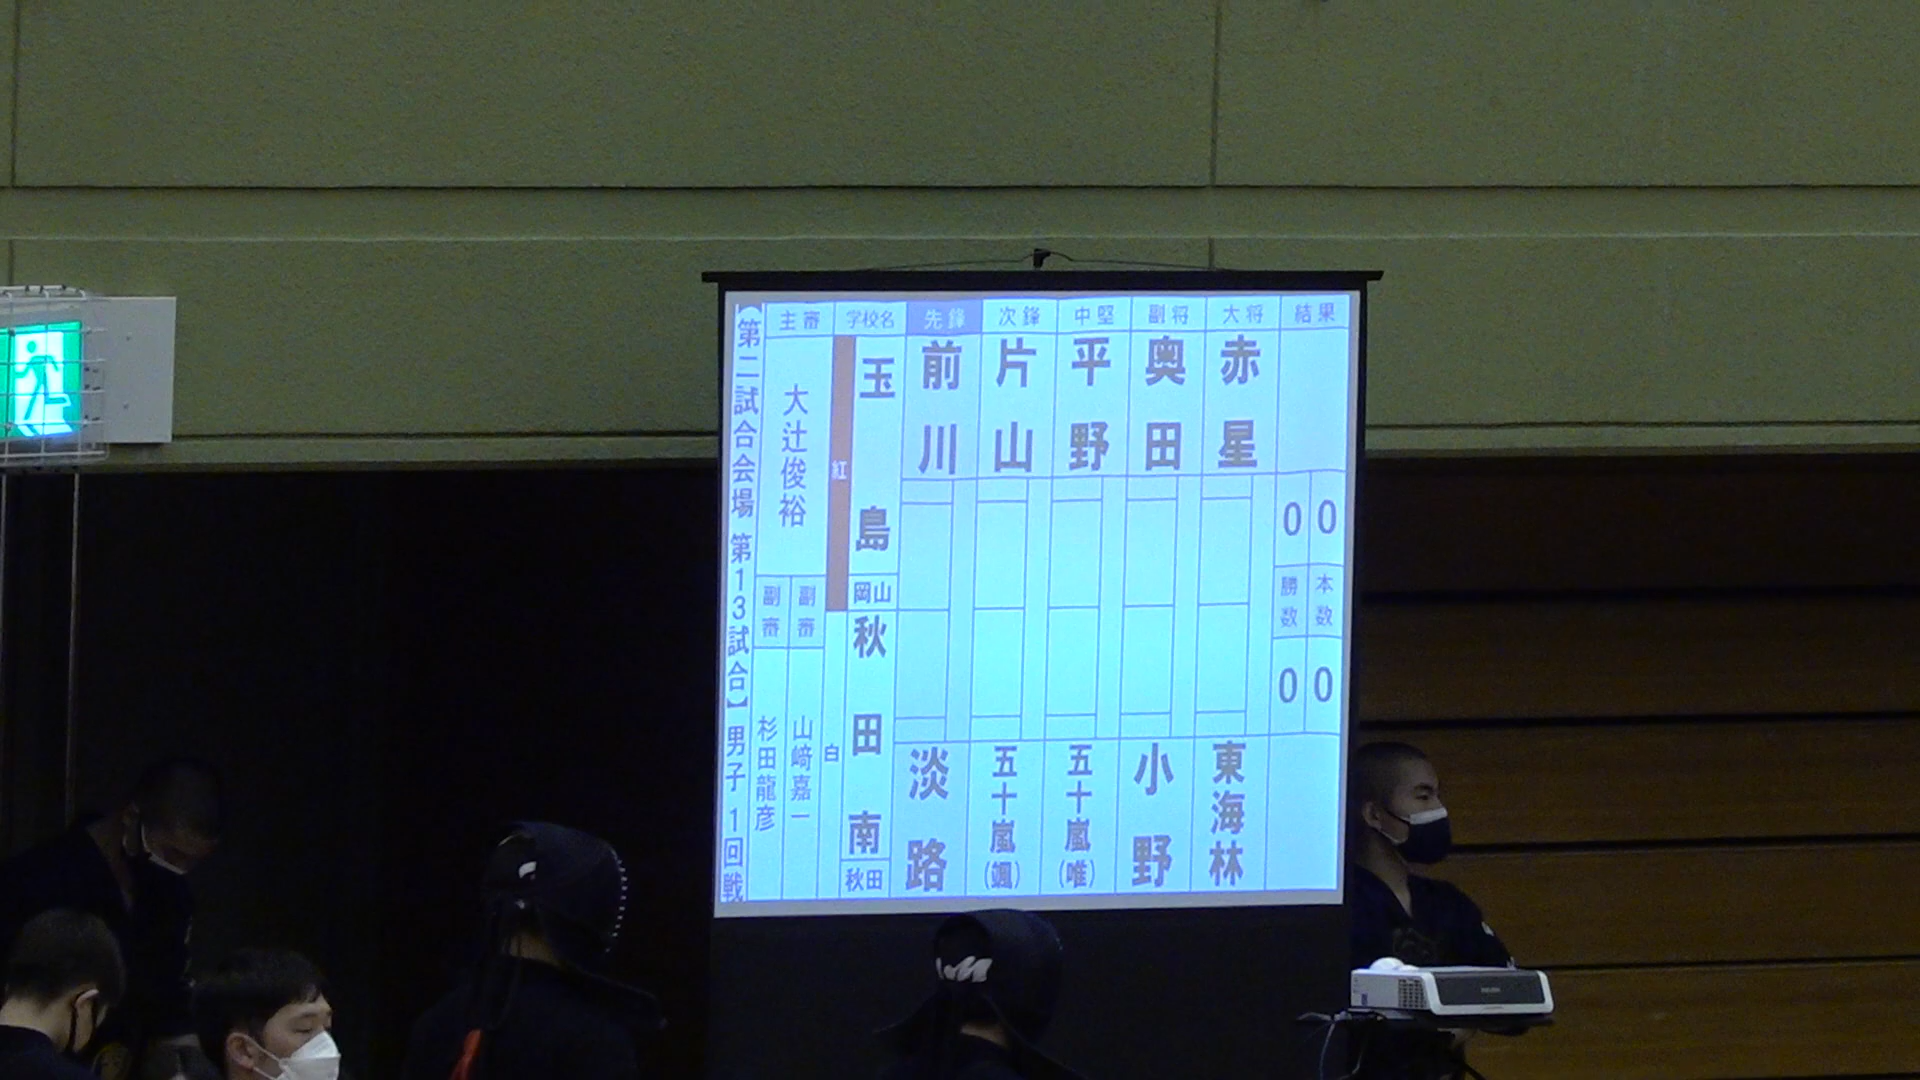 【第二試合会場 第13試合】 男子 1回戦
主審 学校名 先鋒 次鋒 中堅 副将 大将 結果
大辻俊裕
副審 副審
杉田龍彦 山﨑嘉一
紅 玉島 岡山
前川 片山 平野 奥田 赤星
0 0
勝数 本数
0 0
白 秋田南 秋田
淡路 五十嵐(颯) 五十嵐(唯) 小野 東海林